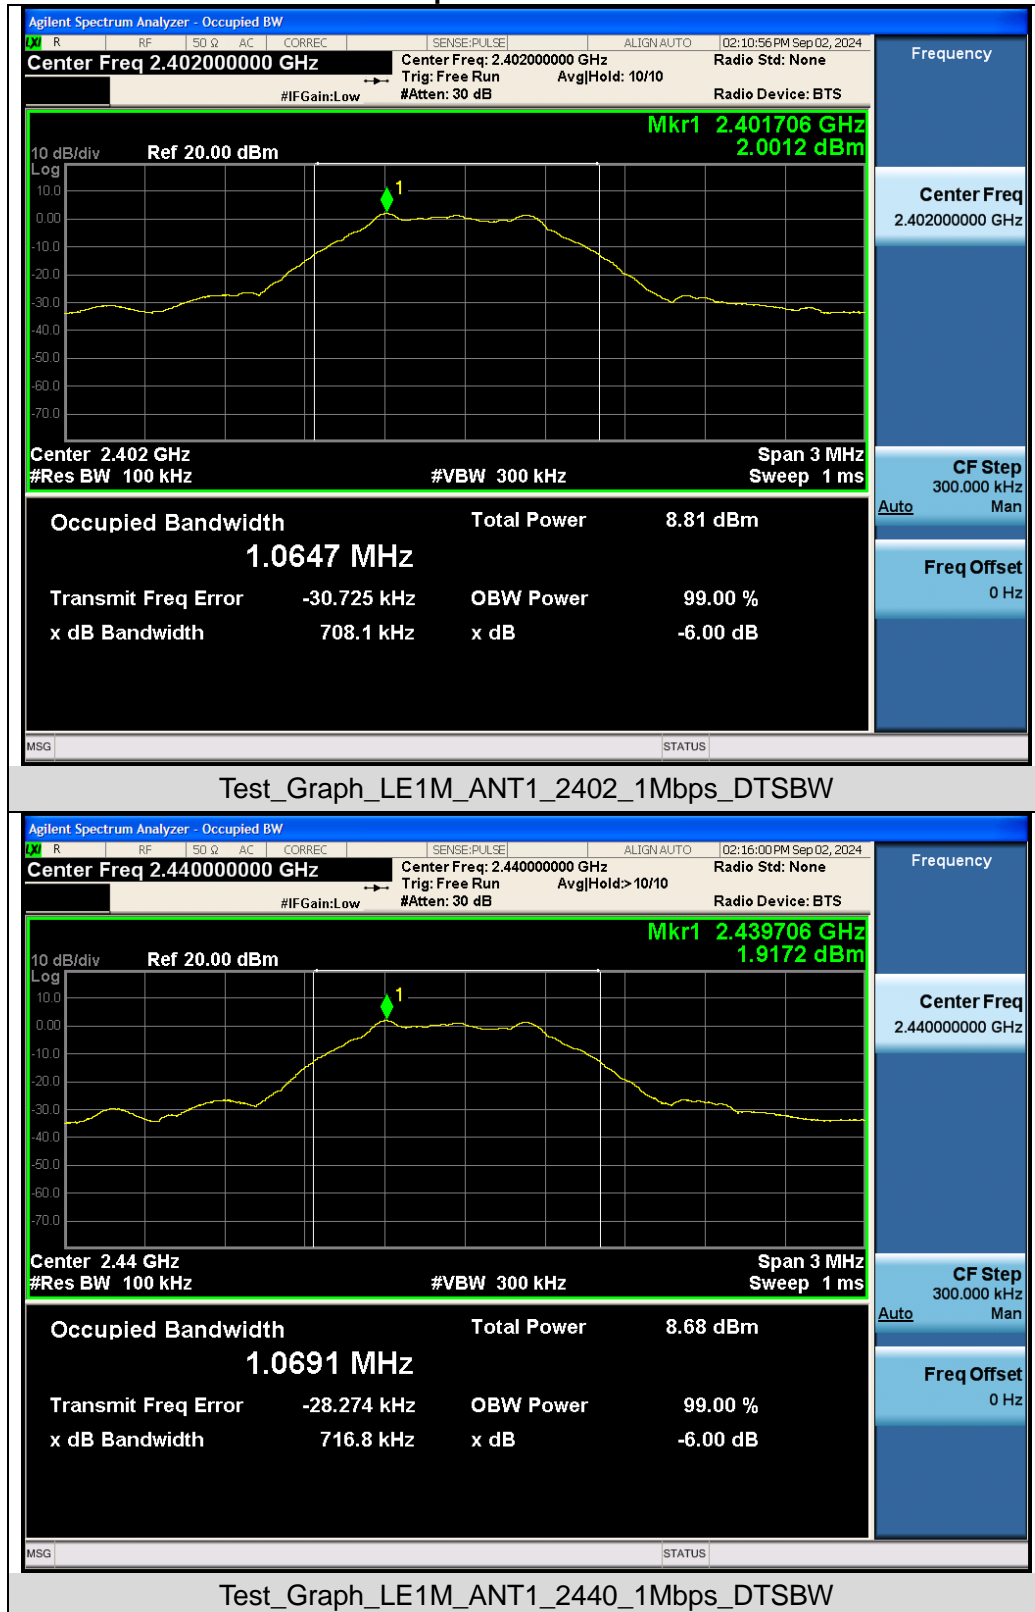 Agilent Spectrum Analyzer - Occupied BW
LXI R RF 50 Ω AC CORREC SENSE:PULSE ALIGN AUTO 02:10:56 PM Sep 02, 2024
Center Freq 2.402000000 GHz Center Freq: 2.402000000 GHz Radio Std: None Frequency
Trig: Free Run Avg|Hold: 10/10
#IFGain:Low #Atten: 30 dB Radio Device: BTS
Mkr1 2.401706 GHz
2.0012 dBm
10 dB/div Ref 20.00 dBm
Log
10.0
0.00
-10.0
-20.0
-30.0
-40.0
-50.0
-60.0
-70.0
1
Center Freq
2.402000000 GHz
Center 2.402 GHz Span 3 MHz
#Res BW 100 kHz #VBW 300 kHz Sweep 1 ms
CF Step
300.000 kHz
Auto Man
Occupied Bandwidth Total Power 8.81 dBm
1.0647 MHz
Freq Offset
0 Hz
Transmit Freq Error -30.725 kHz OBW Power 99.00 %
x dB Bandwidth 708.1 kHz x dB -6.00 dB
MSG STATUS
Test_Graph_LE1M_ANT1_2402_1Mbps_DTSBW
Agilent Spectrum Analyzer - Occupied BW
LXI R RF 50 Ω AC CORREC SENSE:PULSE ALIGN AUTO 02:16:00 PM Sep 02, 2024
Center Freq 2.440000000 GHz Center Freq: 2.440000000 GHz Radio Std: None Frequency
Trig: Free Run Avg|Hold:> 10/10
#IFGain:Low #Atten: 30 dB Radio Device: BTS
Mkr1 2.439706 GHz
1.9172 dBm
10 dB/div Ref 20.00 dBm
Log
10.0
0.00
-10.0
-20.0
-30.0
-40.0
-50.0
-60.0
-70.0
1
Center Freq
2.440000000 GHz
Center 2.44 GHz Span 3 MHz
#Res BW 100 kHz #VBW 300 kHz Sweep 1 ms
CF Step
300.000 kHz
Auto Man
Occupied Bandwidth Total Power 8.68 dBm
1.0691 MHz
Freq Offset
0 Hz
Transmit Freq Error -28.274 kHz OBW Power 99.00 %
x dB Bandwidth 716.8 kHz x dB -6.00 dB
MSG STATUS
Test_Graph_LE1M_ANT1_2440_1Mbps_DTSBW